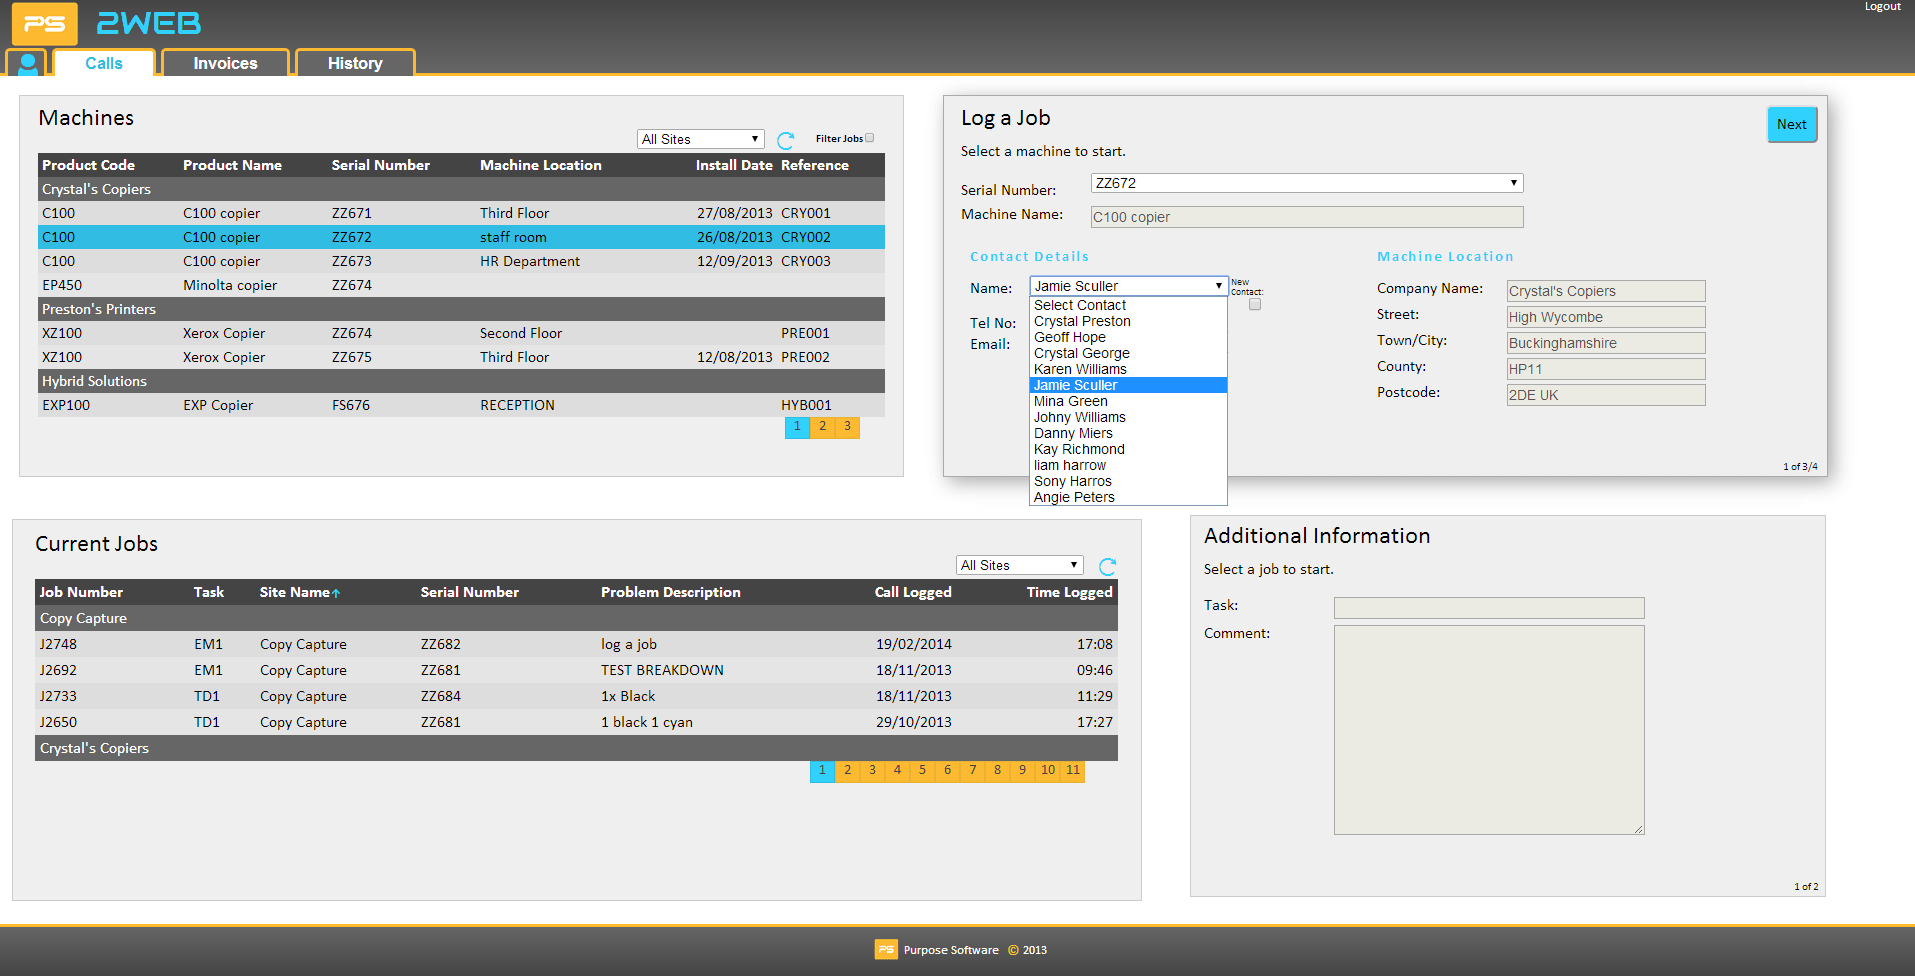 PS 2WEB
Logout
Calls Invoices History
Machines
All Sites Filter Jobs
Product Code Product Name Serial Number Machine Location Install Date Reference
Crystal's Copiers
C100 C100 copier ZZ671 Third Floor 27/08/2013 CRY001
C100 C100 copier ZZ672 staff room 26/08/2013 CRY002
C100 C100 copier ZZ673 HR Department 12/09/2013 CRY003
EP450 Minolta copier ZZ674
Preston's Printers
XZ100 Xerox Copier ZZ674 Second Floor PRE001
XZ100 Xerox Copier ZZ675 Third Floor 12/08/2013 PRE002
Hybrid Solutions
EXP100 EXP Copier FS676 RECEPTION HYB001
1 2 3
Log a Job
Next
Select a machine to start.
Serial Number: ZZ672
Machine Name: C100 copier
Contact Details
Name: Jamie Sculler
New
Contact:
Select Contact
Crystal Preston
Geoff Hope
Crystal George
Karen Williams
Jamie Sculler
Mina Green
Johny Williams
Danny Miers
Kay Richmond
liam harrow
Sony Harros
Angie Peters
Tel No:
Email:
Machine Location
Company Name: Crystal's Copiers
Street: High Wycombe
Town/City: Buckinghamshire
County: HP11
Postcode: 2DE UK
1 of 3/4
Current Jobs
All Sites
Job Number Task Site Name Serial Number Problem Description Call Logged Time Logged
Copy Capture
J2748 EM1 Copy Capture ZZ682 log a job 19/02/2014 17:08
J2692 EM1 Copy Capture ZZ681 TEST BREAKDOWN 18/11/2013 09:46
J2733 TD1 Copy Capture ZZ684 1x Black 18/11/2013 11:29
J2650 TD1 Copy Capture ZZ681 1 black 1 cyan 29/10/2013 17:27
Crystal's Copiers
1 2 3 4 5 6 7 8 9 10 11
Additional Information
Select a job to start.
Task:
Comment:
1 of 2
PS Purpose Software © 2013